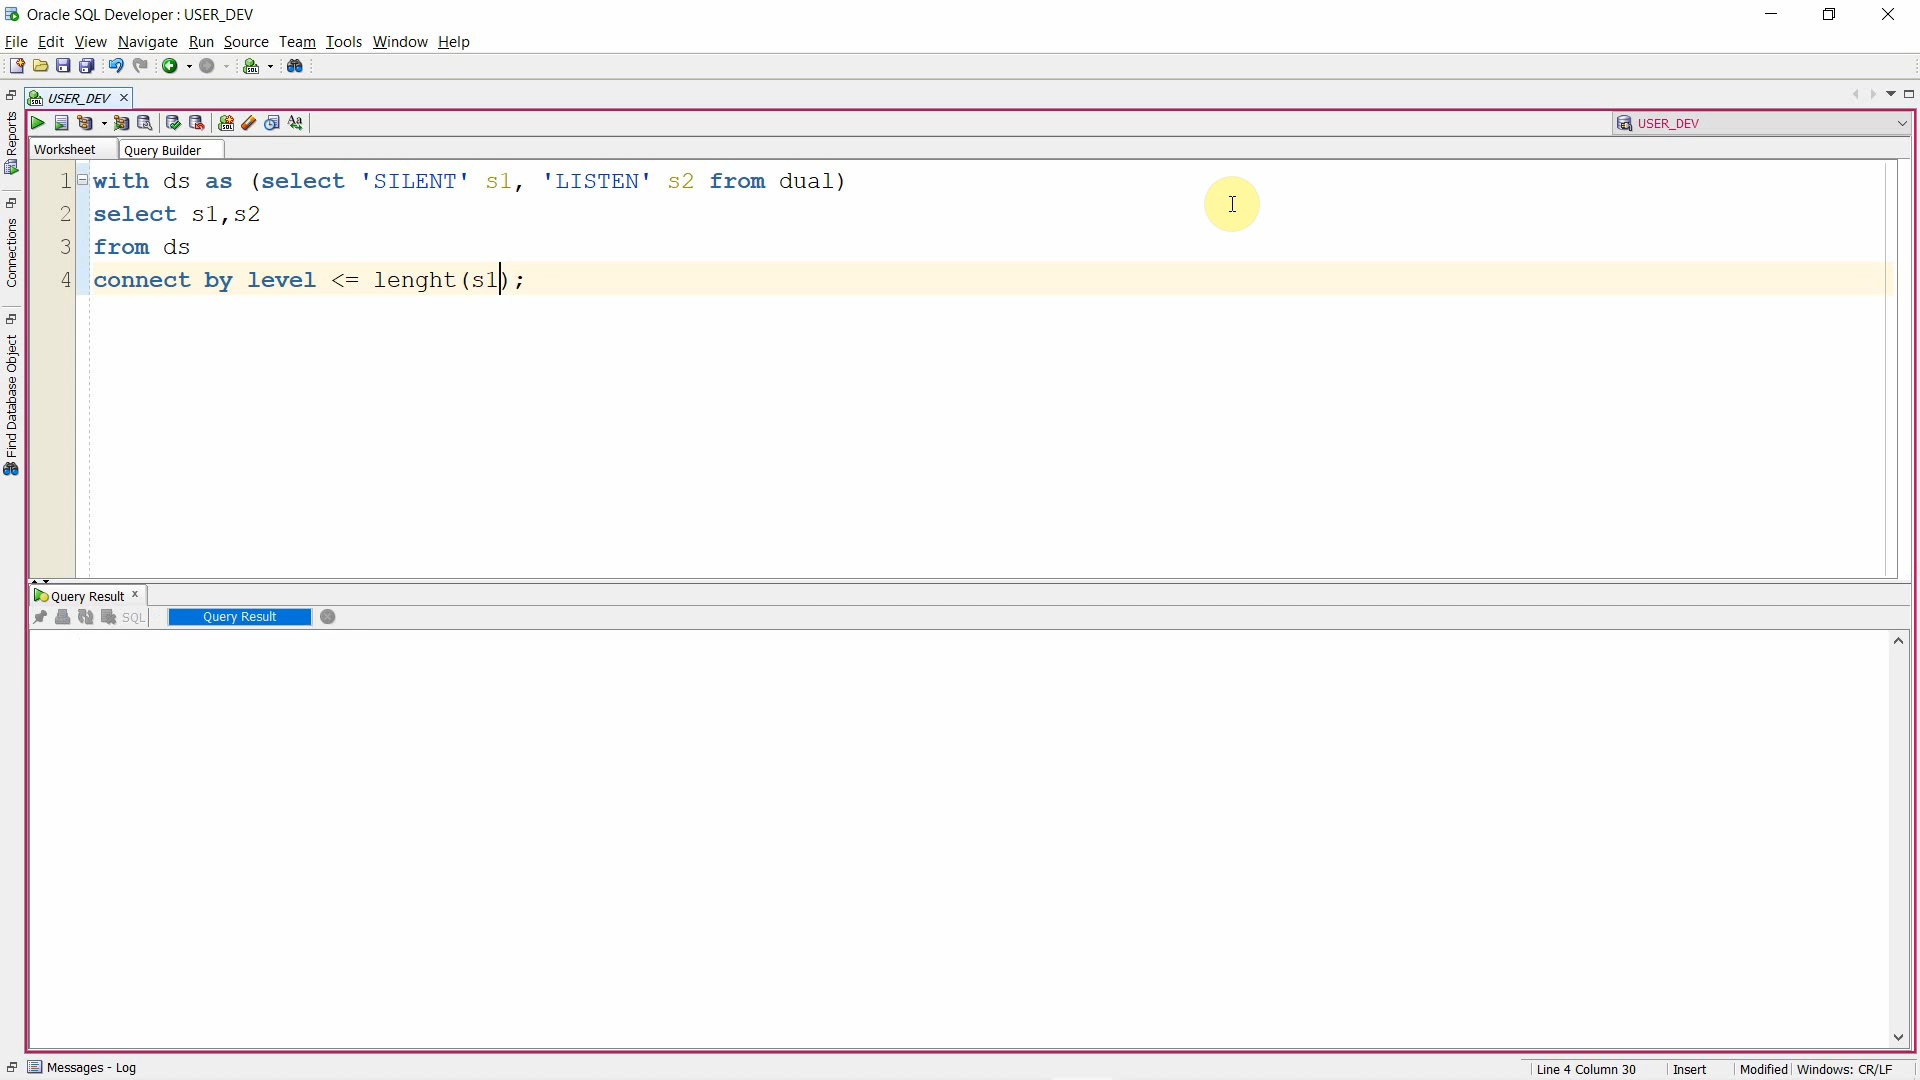 Oracle SQL Developer : USER_DEV
File Edit View Navigate Run Source Team Tools Window Help
USER_DEV
USER_DEV
Worksheet Query Builder
1 with ds as (select 'SILENT' s1, 'LISTEN' s2 from dual)
2 select s1,s2
3 from ds
4 connect by level <= lenght(s1);
Reports
Connections
Find Database Object
Query Result
SQL Query Result
Messages - Log
Line 4 Column 30 Insert Modified Windows: CR/LF